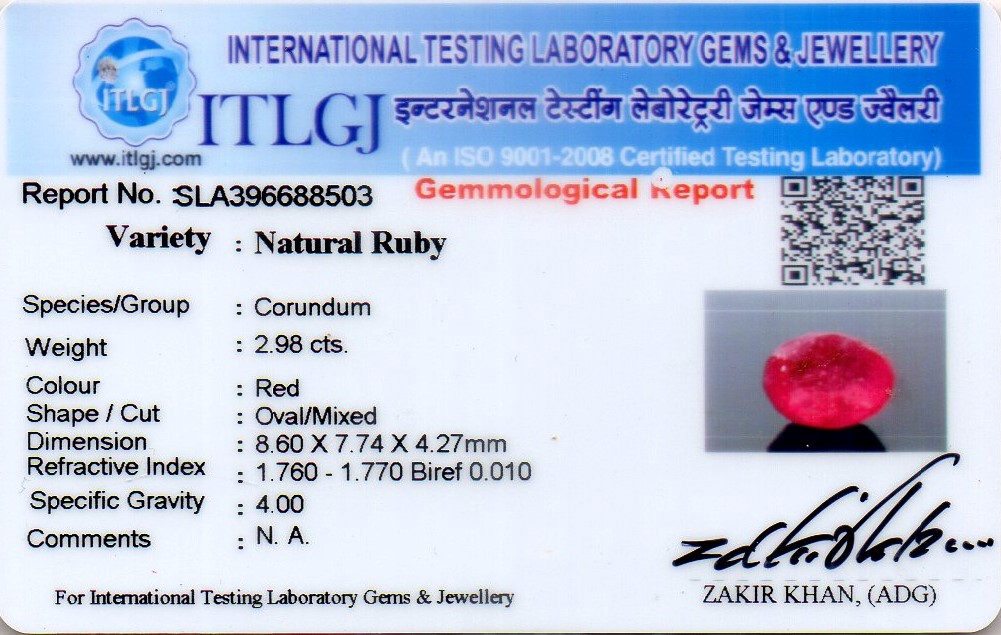 INTERNATIONAL TESTING LABORATORY GEMS & JEWELLERY
ITLGJ
ITLGJ
इन्टरनेशनल टेस्टींग लेबोरेट्ररी जेम्स एण्ड ज्वैलरी
www.itlgj.com
( An ISO 9001-2008 Certified Testing Laboratory)
Report No. :SLA396688503
Gemmological Report
Variety : Natural Ruby
Species/Group : Corundum
Weight : 2.98 cts.
Colour : Red
Shape / Cut : Oval/Mixed
Dimension : 8.60 X 7.74 X 4.27mm
Refractive Index : 1.760 - 1.770 Biref 0.010
Specific Gravity : 4.00
Comments : N. A.
For International Testing Laboratory Gems & Jewellery
ZAKIR KHAN, (ADG)